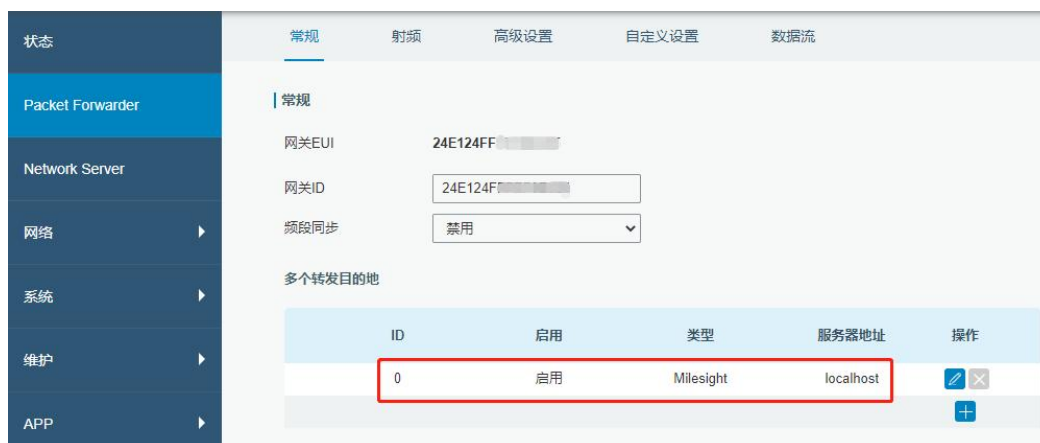 状态
Packet Forwarder
Network Server
网络
系统
维护
APP
常规 射频 高级设置 自定义设置 数据流
常规
网关EUI 24E124FF
网关ID 24E124F
频段同步 禁用
多个转发目的地
ID 启用 类型 服务器地址 操作
0 启用 Milesight localhost